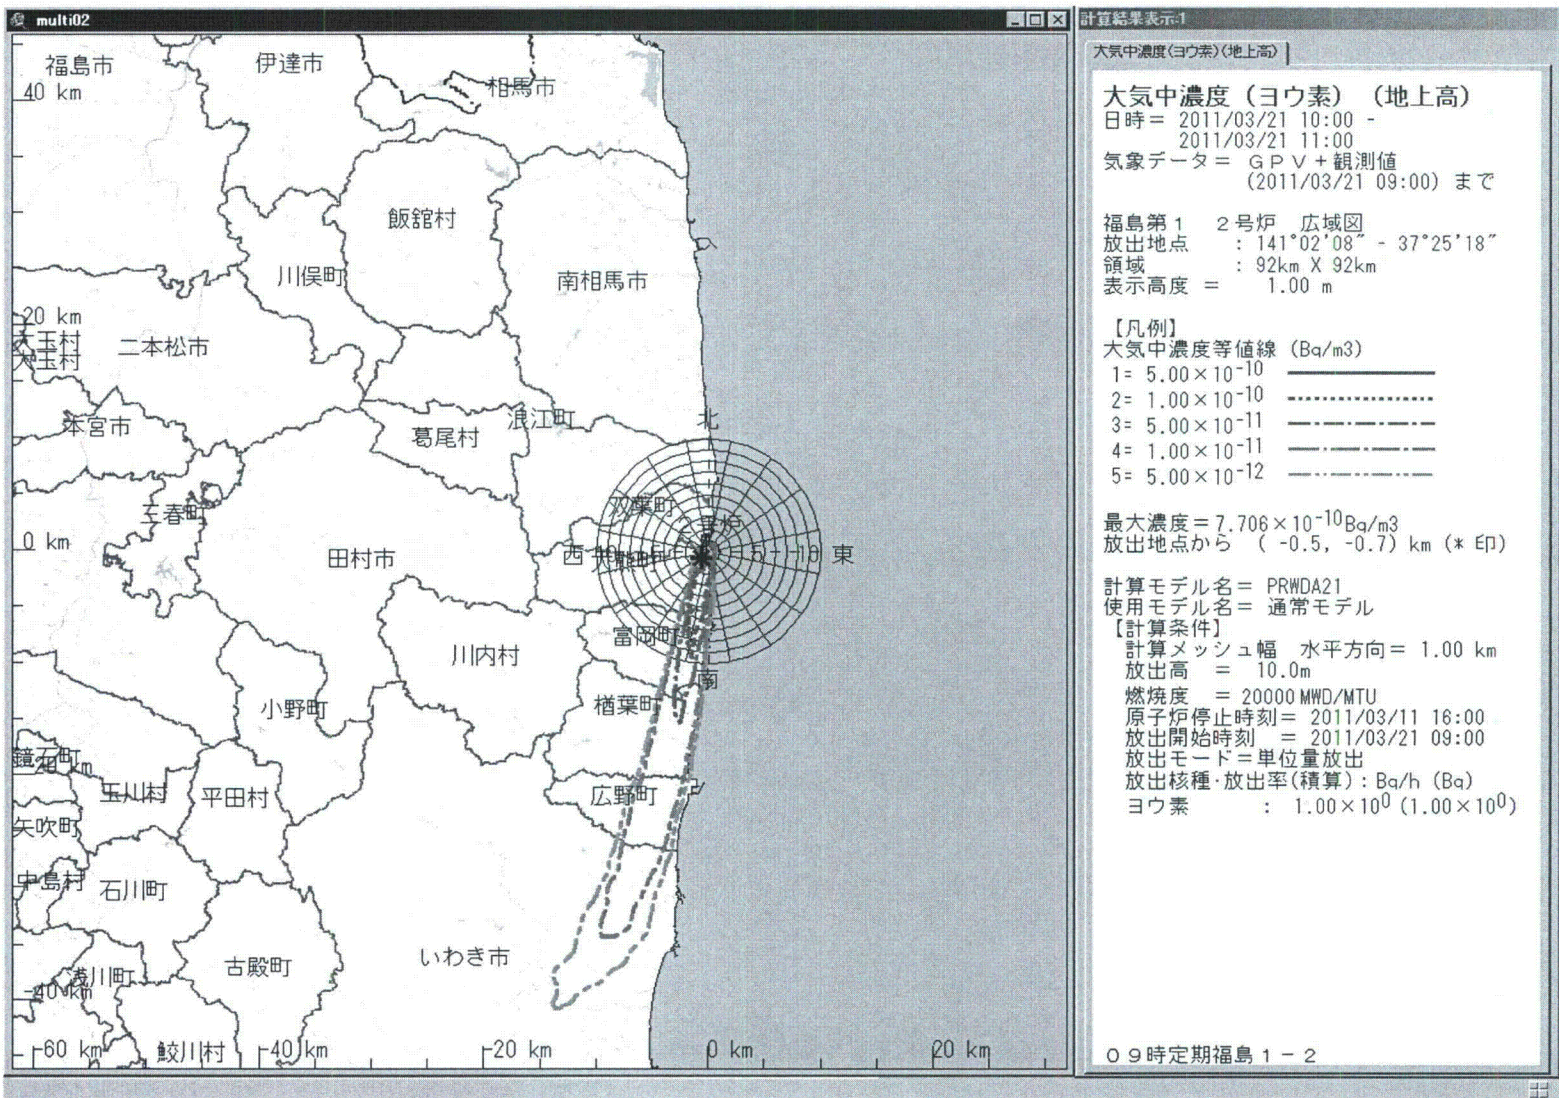 multi02
福島市
伊達市
相馬市
40 km
飯舘村
川俣町
南相馬市
20 km
大玉村
二本松市
大玉村
本宮市
浪江町
葛尾村
北
双葉町
三春町
2号炉
0 km
田村市
西
東
富岡町
川内村
南
楢葉町
小野町
鏡石町
玉川村
平田村
広野町
矢吹町
中島村
石川町
いわき市
古殿町
浅川町
-40 km
鮫川村
-60 km
-40 km
-20 km
0 km
20 km
計算結果表示:1
大気中濃度(ヨウ素)(地上高)
大気中濃度（ヨウ素）（地上高）
日時＝ 2011/03/21 10:00 -
2011/03/21 11:00
気象データ＝ ＧＰＶ＋観測値
(2011/03/21 09:00) まで
福島第１　２号炉　広域図
放出地点　： 141°02'08" - 37°25'18"
領域　： 92km X 92km
表示高度 ＝　1.00 m
【凡例】
大気中濃度等値線 (Bq/m3)
1= 5.00×10-10
2= 1.00×10-10
3= 5.00×10-11
4= 1.00×10-11
5= 5.00×10-12
最大濃度＝7.706×10-10Bq/m3
放出地点から （ -0.5, -0.7) km (* 印)
計算モデル名＝ PRWDA21
使用モデル名＝ 通常モデル
【計算条件】
計算メッシュ幅　水平方向＝ 1.00 km
放出高　＝　10.0m
燃焼度　＝ 20000MWD/MTU
原子炉停止時刻＝ 2011/03/11 16:00
放出開始時刻　＝ 2011/03/21 09:00
放出モード＝単位量放出
放出核種・放出率(積算)：Bq/h (Bq)
ヨウ素　：　1.00×100 (1.00×100)
０９時定期福島１－２